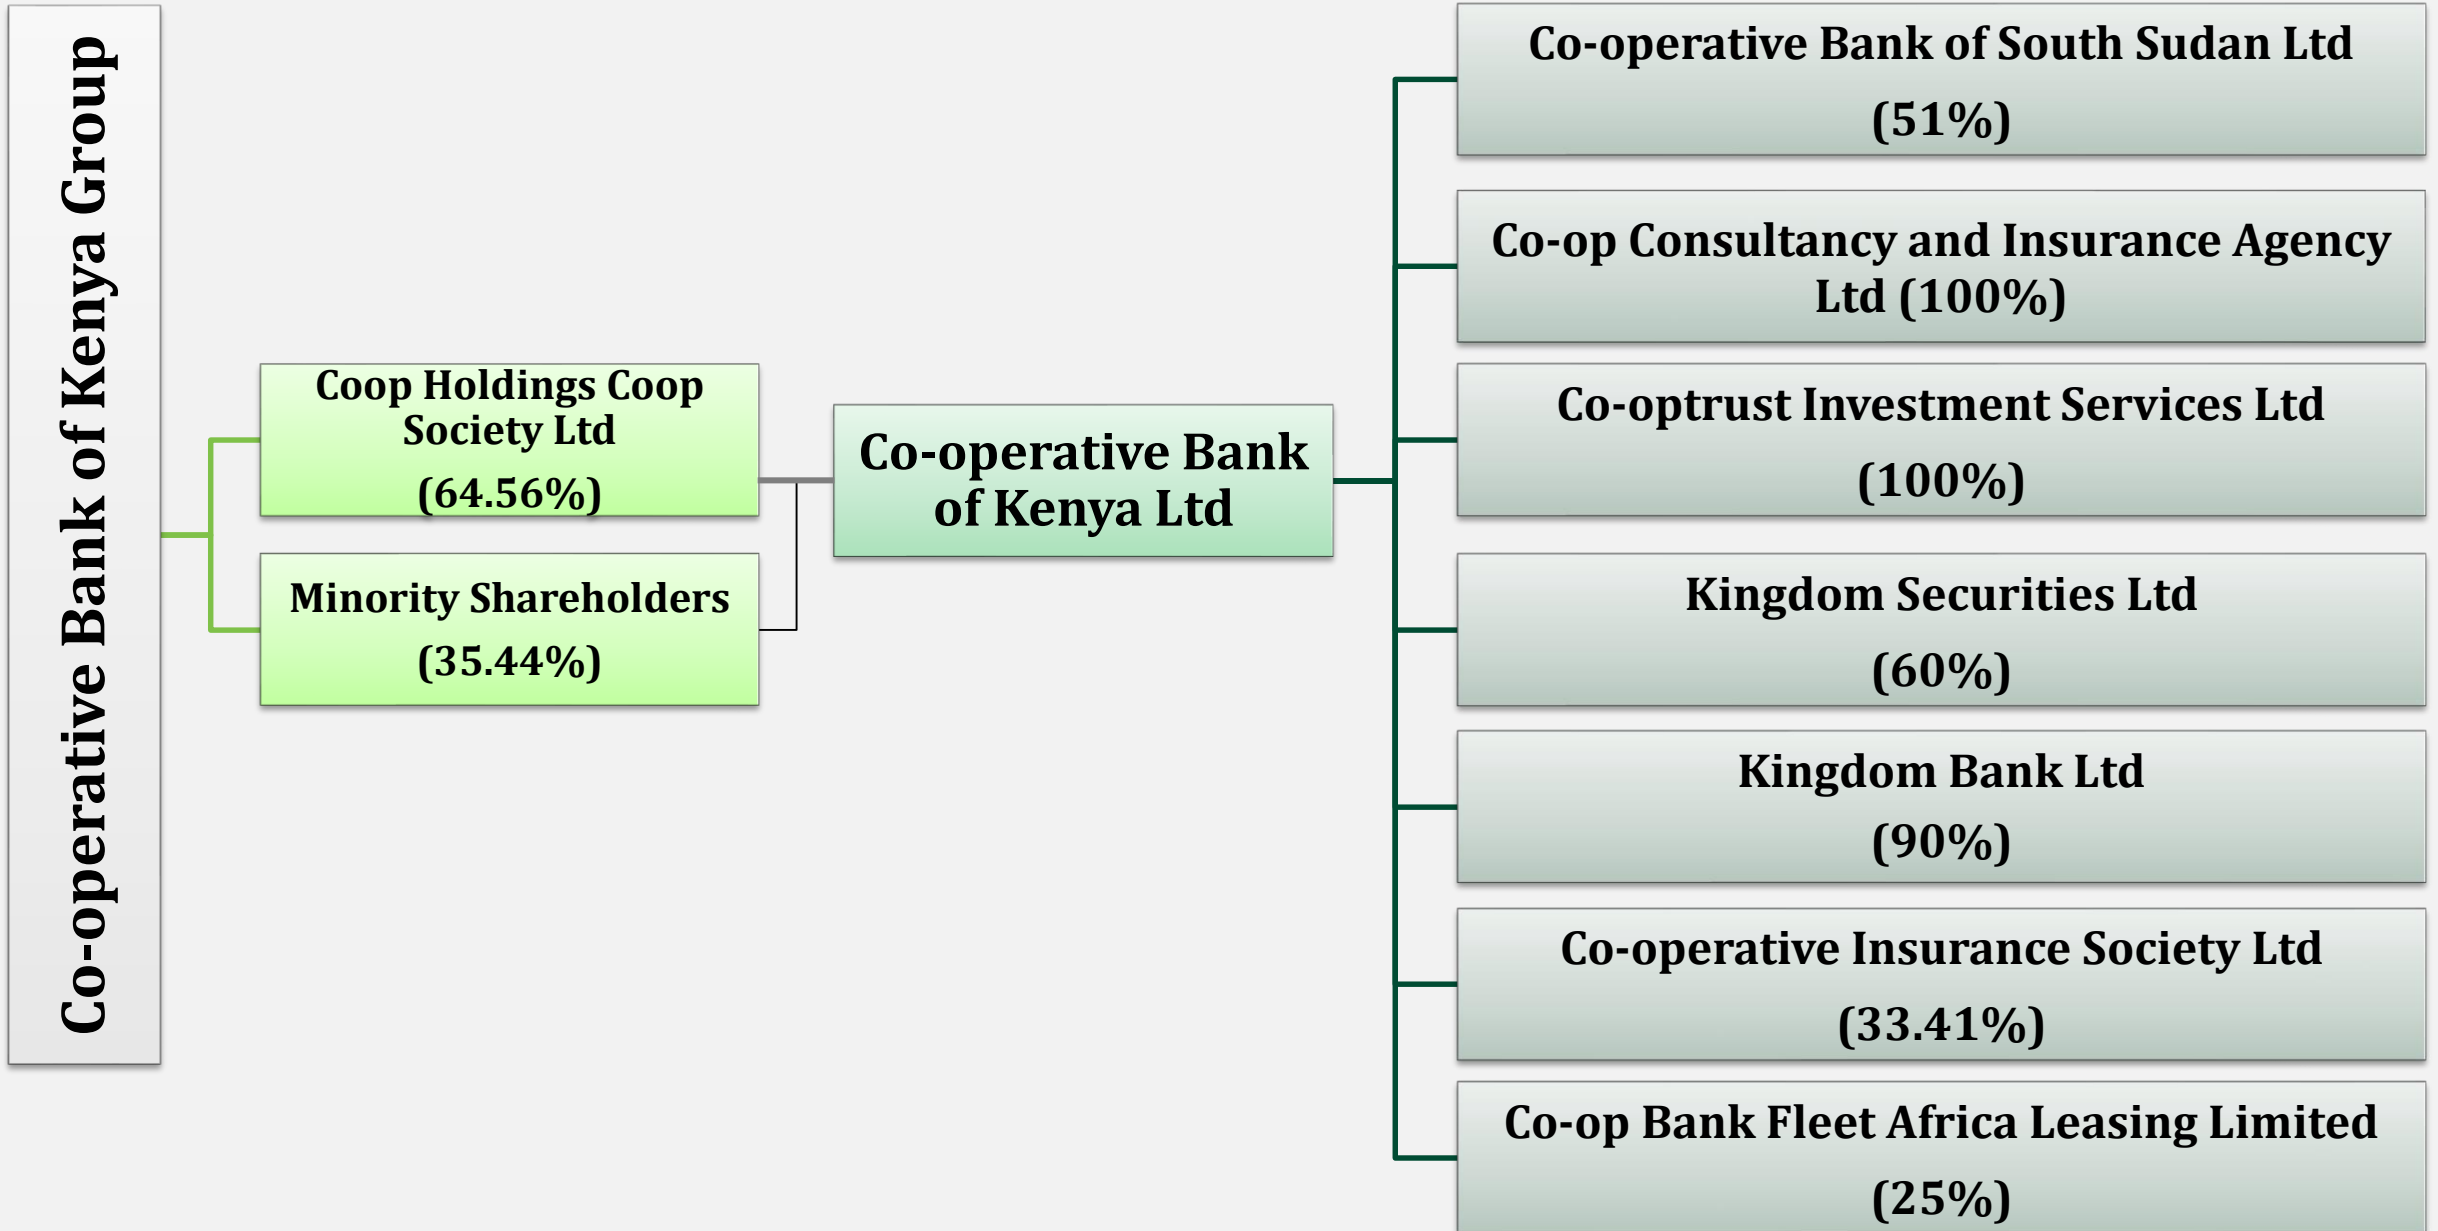 Co-operative Bank of Kenya Group
Coop Holdings Coop
Society Ltd
(64.56%)
Minority Shareholders
(35.44%)
Co-operative Bank
of Kenya Ltd
Co-operative Bank of South Sudan Ltd
(51%)
Co-op Consultancy and Insurance Agency
Ltd (100%)
Co-optrust Investment Services Ltd
(100%)
Kingdom Securities Ltd
(60%)
Kingdom Bank Ltd
(90%)
Co-operative Insurance Society Ltd
(33.41%)
Co-op Bank Fleet Africa Leasing Limited
(25%)